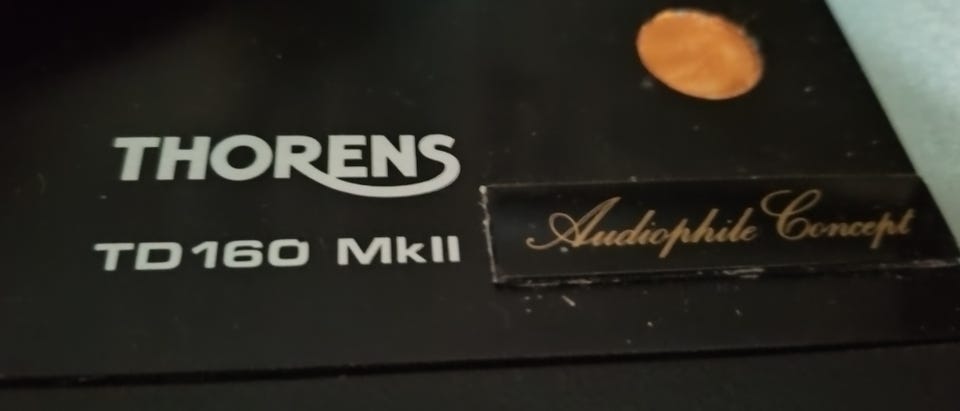 THORENS
TD160 MkII
Audiophile Concept